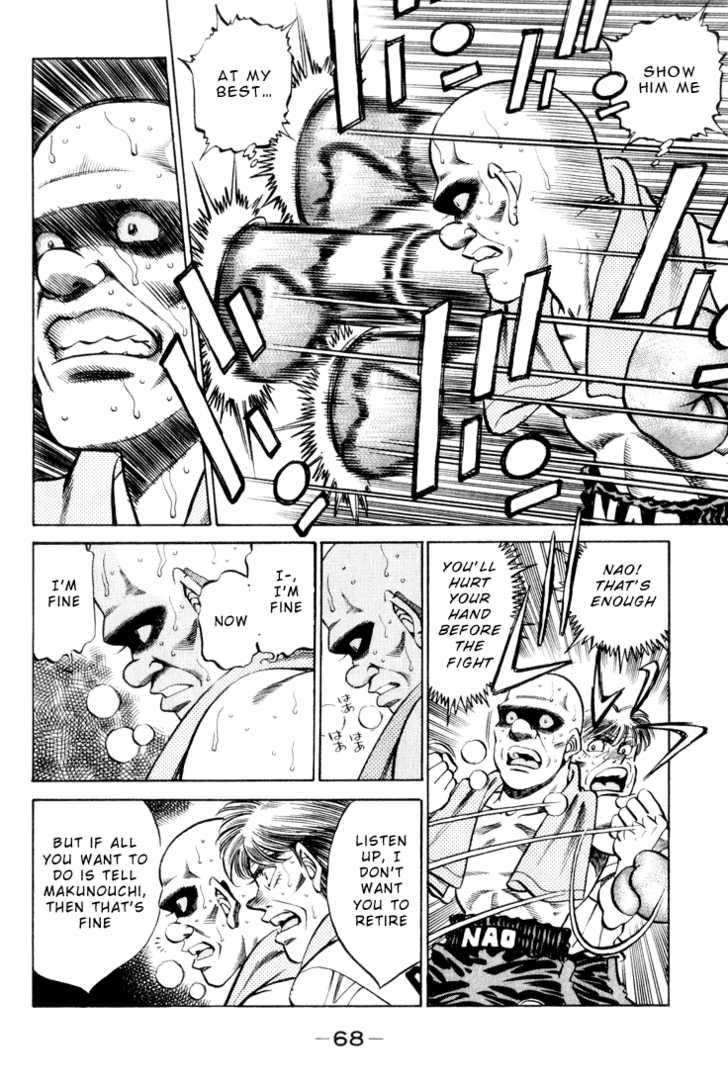 SHOW
HIM ME
AT MY
BEST...
NA
NAO!
THAT'S
ENOUGH
YOU'LL
HURT
YOUR
HAND
BEFORE
THE
FIGHT
NAO
はぁ
はぁ
I-,
I'M
FINE
NOW
I'M
FINE
LISTEN
UP, I
DON'T
WANT
YOU TO
RETIRE
BUT IF ALL
YOU WANT TO
DO IS TELL
MAKUNOUCHI,
THEN THAT'S
FINE
—68—